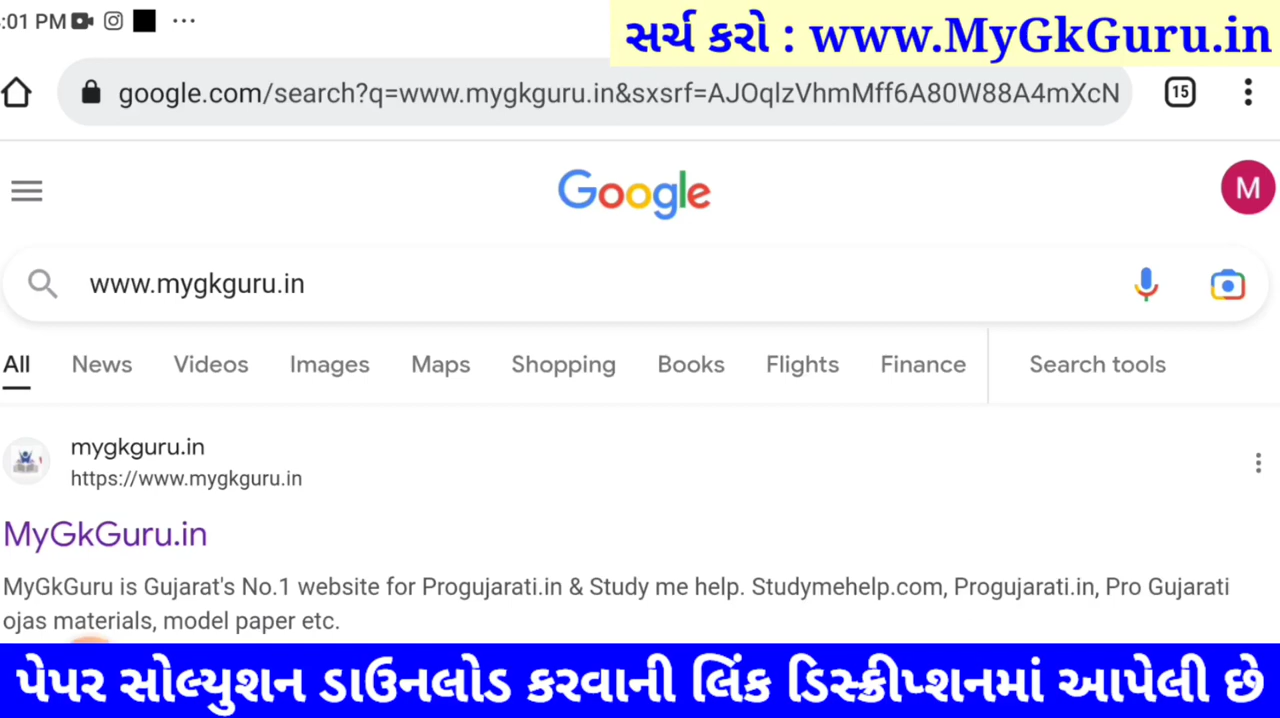 :01 PM
સર્ચ કરો : www.MyGkGuru.in
google.com/search?q=www.mygkguru.in&sxsrf=AJOqlzVhmMff6A80W88A4mXcN
15
Google
M
www.mygkguru.in
All News Videos Images Maps Shopping Books Flights Finance Search tools
mygkguru.in
https://www.mygkguru.in
MyGkGuru.in
MyGkGuru is Gujarat's No.1 website for Progujarati.in & Study me help. Studymehelp.com, Progujarati.in, Pro Gujarati
ojas materials, model paper etc.
પેપર સોલ્યુશન ડાઉનલોડ કરવાની લિંક ડિસ્ક્રીપ્શનમાં આપેલી છે